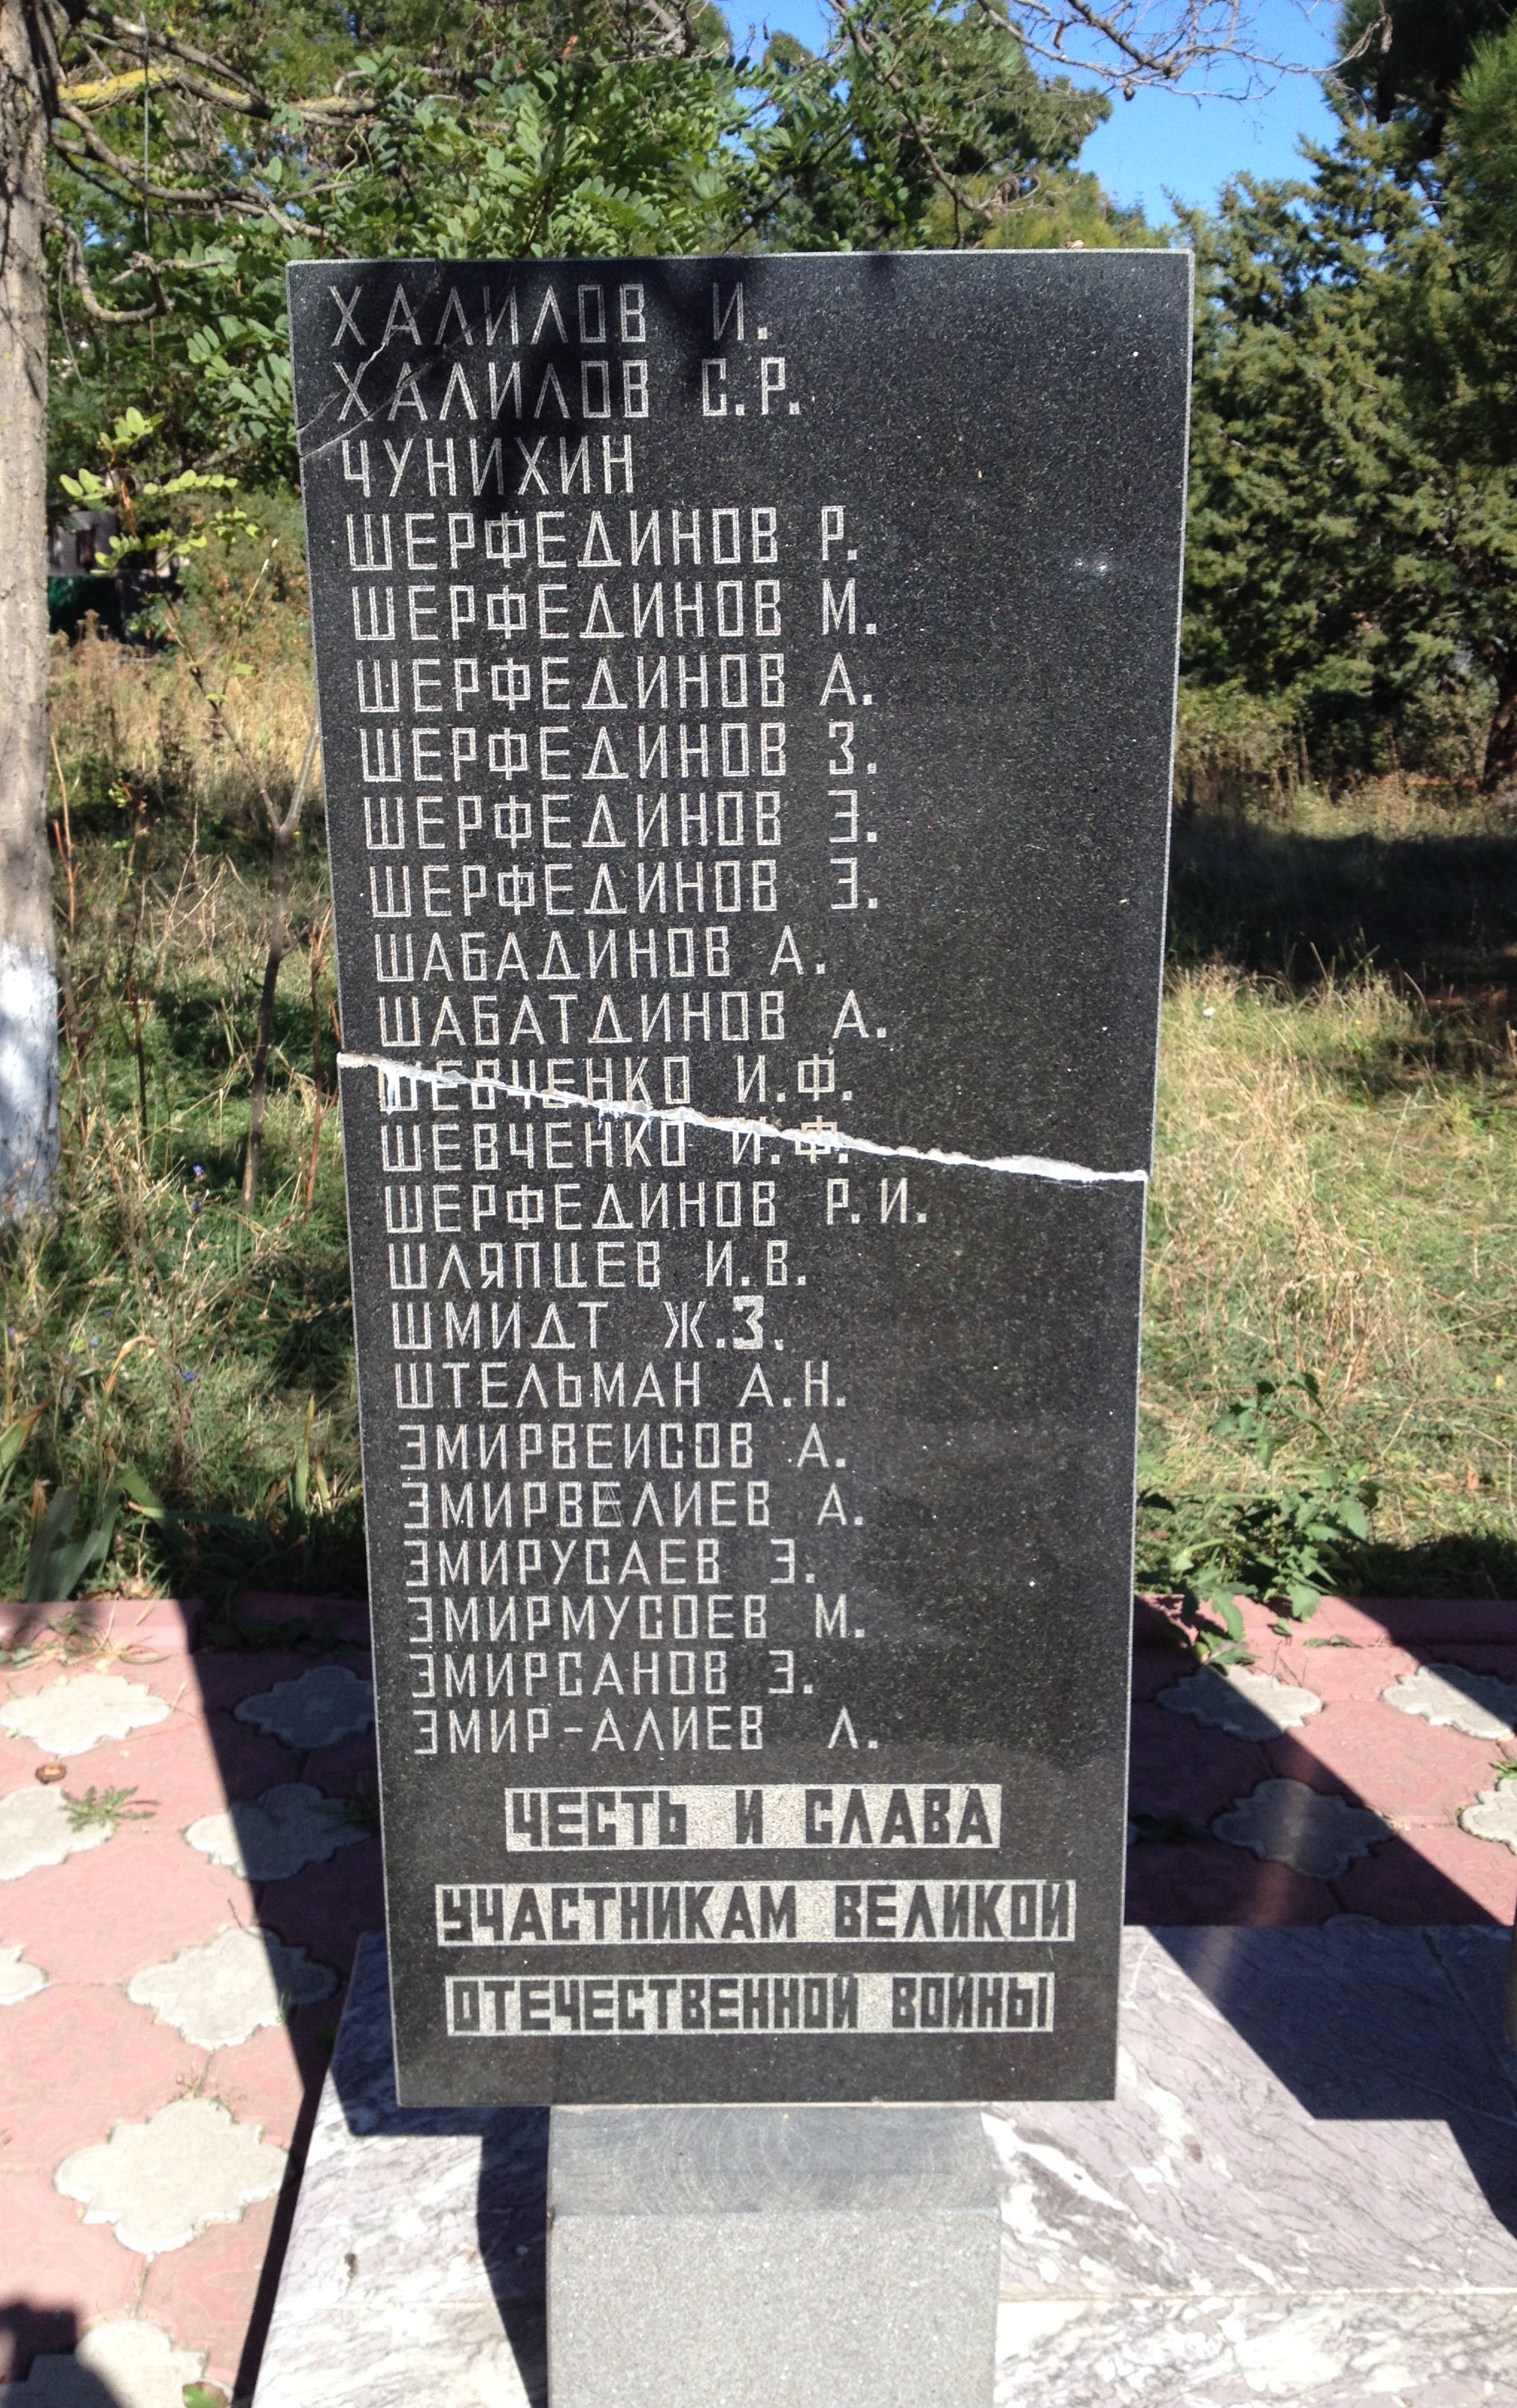 ХАЛИЛОВ И.
ХАЛИЛОВ С.Р.
ЧУНИХИН
ШЕРФЕДИНОВ Р.
ШЕРФЕДИНОВ М.
ШЕРФЕДИНОВ А.
ШЕРФЕДИНОВ З.
ШЕРФЕДИНОВ Э.
ШЕРФЕДИНОВ Э.
ШАБАДИНОВ А.
ШАБАТДИНОВ А.
ШЕВЧЕНКО И.Ф.
ШЕВЧЕНКО И.Ф.
ШЕРФЕДИНОВ Р.И.
ШЛЯПЦЕВ И.В.
ШМИДТ Ж.З.
ШТЕЛЬМАН А.Н.
ЭМИРВЕИСОВ А.
ЭМИРВЕЛИЕВ А.
ЭМИРУСАЕВ Э.
ЭМИРМУСОЕВ М.
ЭМИРСАНОВ Э.
ЭМИР-АЛИЕВ Л.
ЧЕСТЬ И СЛАВА
УЧАСТНИКАМ ВЕЛИКОЙ
ОТЕЧЕСТВЕННОЙ ВОЙНЫ